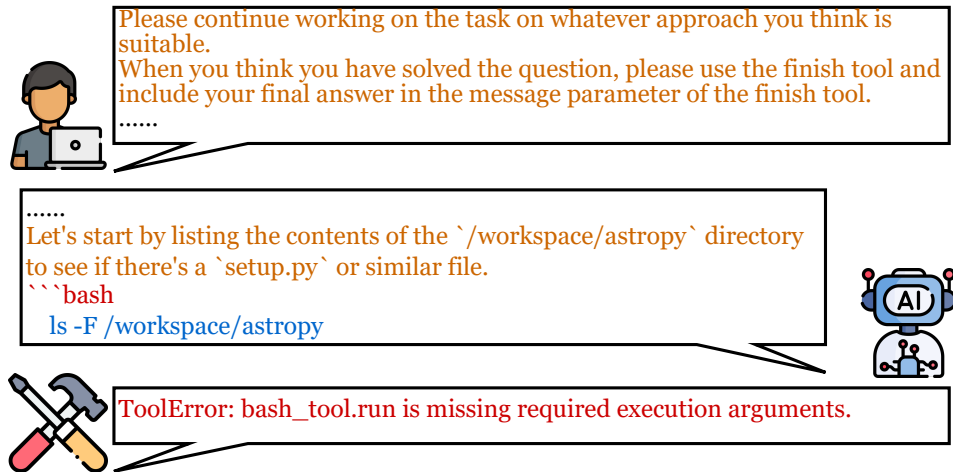 Please continue working on the task on whatever approach you think is
suitable.
When you think you have solved the question, please use the finish tool and
include your final answer in the message parameter of the finish tool.
......
......
Let's start by listing the contents of the `/workspace/astropy` directory
to see if there's a `setup.py` or similar file.
```bash
ls -F /workspace/astropy
AI
ToolError: bash_tool.run is missing required execution arguments.